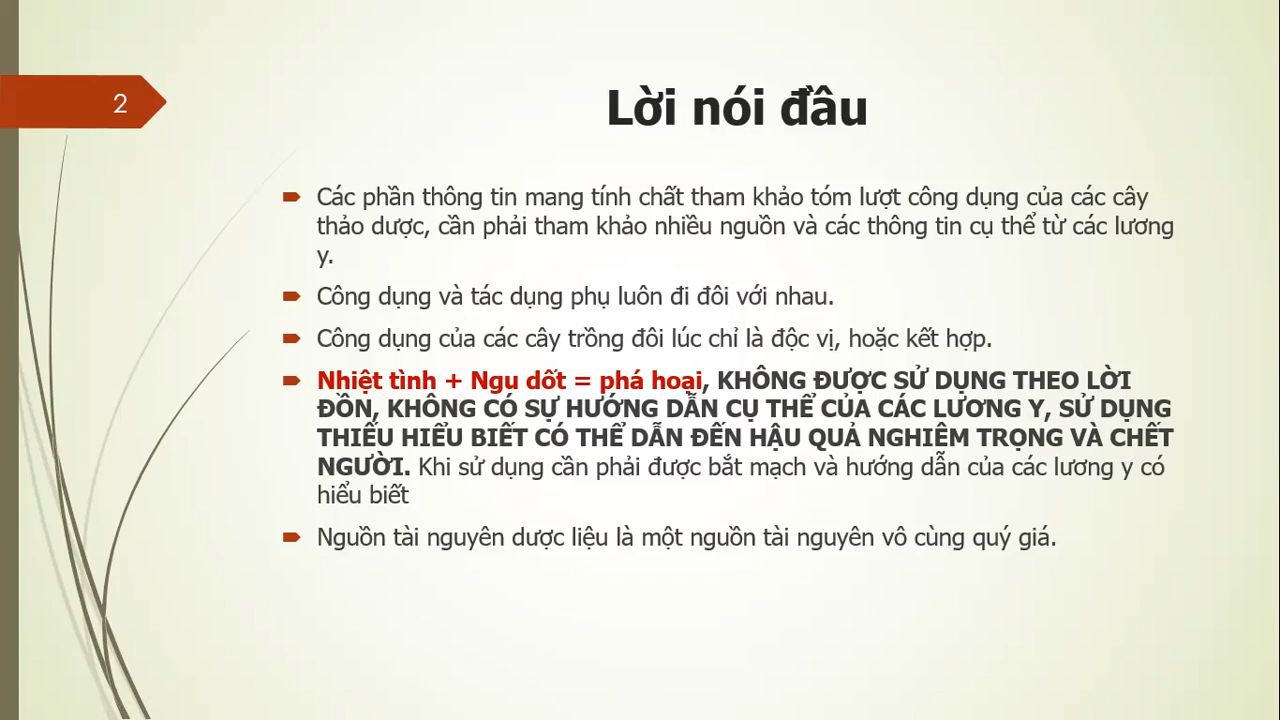 2
Lời nói đầu
Các phần thông tin mang tính chất tham khảo tóm lượt công dụng của các cây
thảo dược, cần phải tham khảo nhiều nguồn và các thông tin cụ thể từ các lương
y.
Công dụng và tác dụng phụ luôn đi đôi với nhau.
Công dụng của các cây trồng đôi lúc chỉ là độc vị, hoặc kết hợp.
Nhiệt tình + Ngu dốt = phá hoại, KHÔNG ĐƯỢC SỬ DỤNG THEO LỜI
ĐỒN, KHÔNG CÓ SỰ HƯỚNG DẪN CỤ THỂ CỦA CÁC LƯƠNG Y, SỬ DỤNG
THIẾU HIỂU BIẾT CÓ THỂ DẪN ĐẾN HẬU QUẢ NGHIÊM TRỌNG VÀ CHẾT
NGƯỜI. Khi sử dụng cần phải được bắt mạch và hướng dẫn của các lương y có
hiểu biết
Nguồn tài nguyên dược liệu là một nguồn tài nguyên vô cùng quý giá.